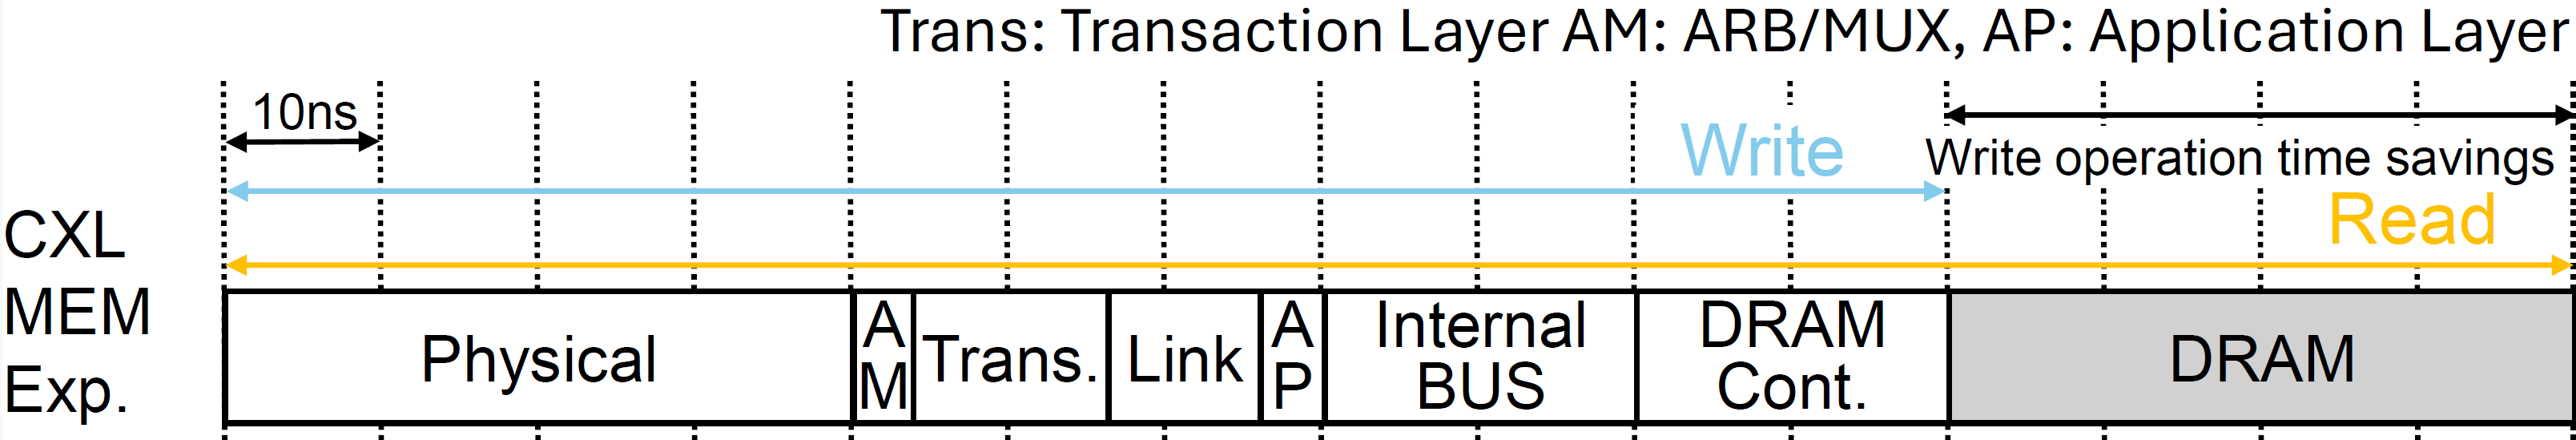 Trans: Transaction Layer AM: ARB/MUX, AP: Application Layer
10ns
Write
Write operation time savings
Read
CXL
MEM
Exp.
Physical
A
M
Trans.
Link
A
P
Internal
BUS
DRAM
Cont.
DRAM